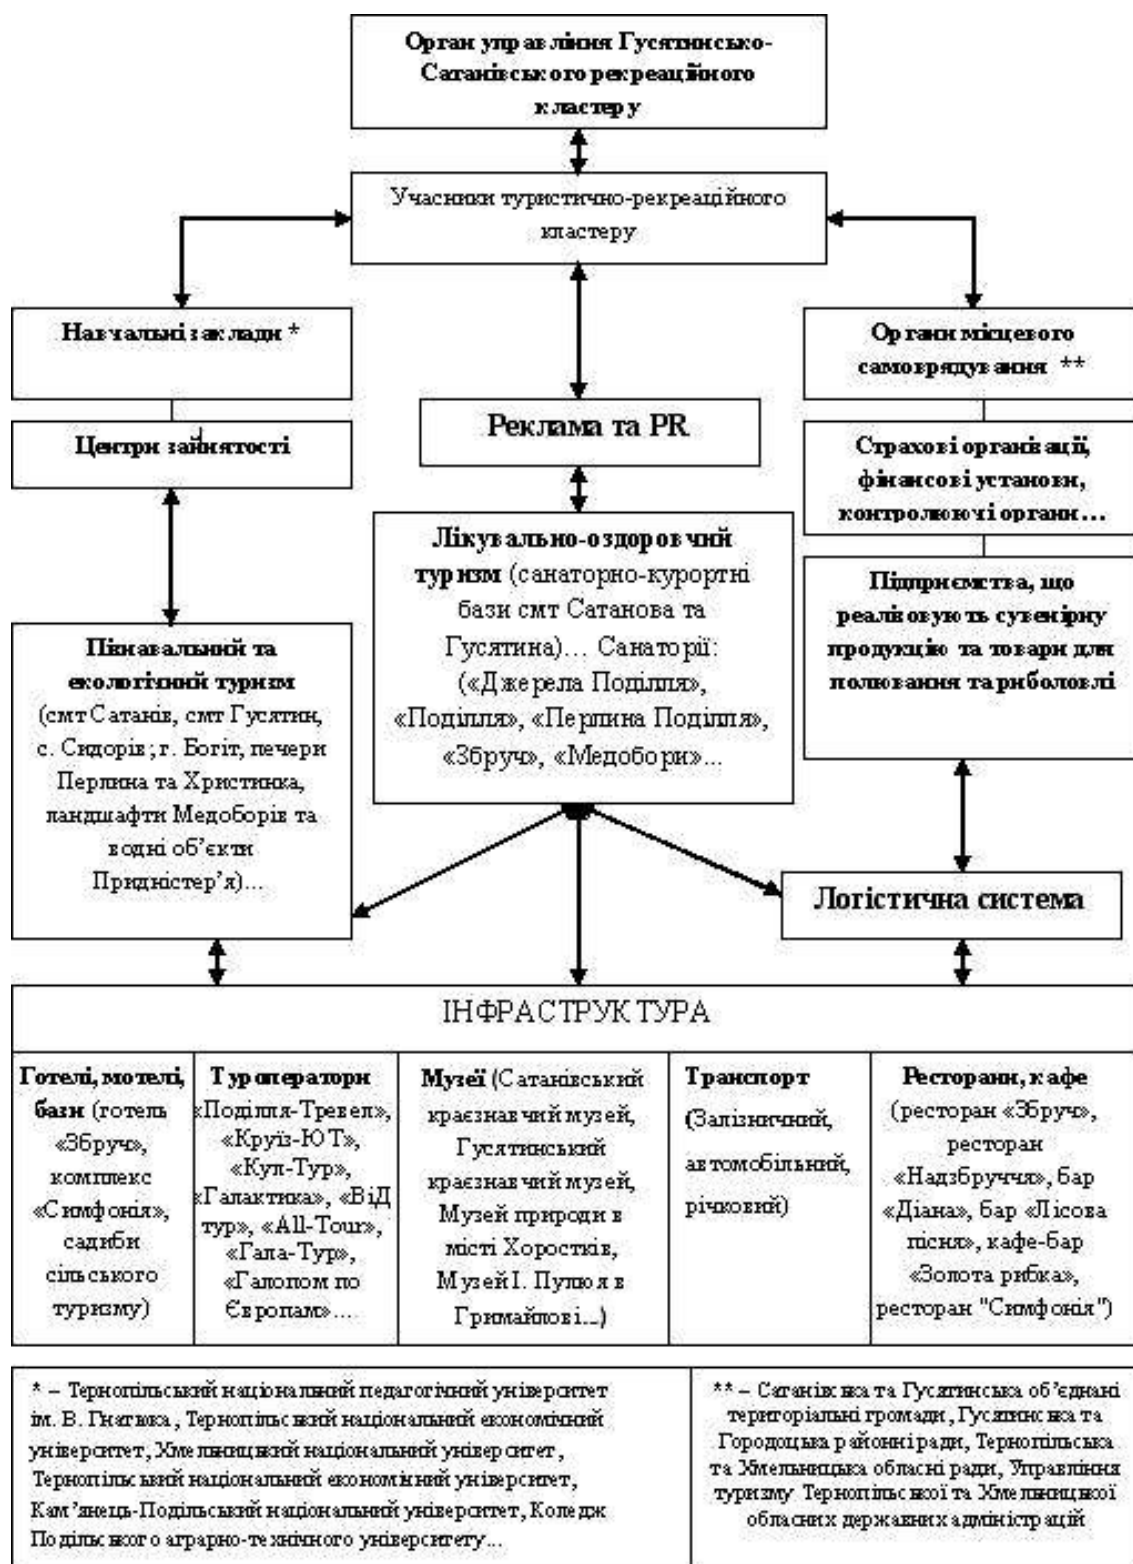 Орган управління Гусятинсько-
Сатанівського рекреаційного
кластеру
Учасники туристично-рекреаційного
кластеру
Навчальні заклади *
Органи місцевого
самоврядування **
Центри зайнятості
Реклама та PR
Страхові організації,
фінансові установи,
контролюючі органи…
Лікувально-оздоровчий
туризм (санаторно-курортні
бази смт Сатанова та
Гусятина)… Санаторії:
(«Джерела Поділля»,
«Поділля», «Перлина Поділля»,
«Збруч», «Медобори»…
Підприємства, що
реалізовують сувенірну
продукцію та товари для
полювання та риболовлі
Пізнавальний та
екологічний туризм
(смт Сатанів, смт Гусятин,
с. Сидорів; г. Богіт, печери
Перлина та Христинка,
ландшафти Медоборів та
водні об’єкти
Придністер’я)…
Логістична система
ІНФРАСТРУКТУРА
Готелі, мотелі,
бази (готель
«Збруч»,
комплекс
«Симфонія»,
садиби
сільського
туризму)
Туроператори
«Поділля-Тревел»,
«Круїз-ЮТ»,
«Кул-Тур»,
«Галактика», «ВіД
тур», «All-Tour»,
«Гала-Тур»,
«Галопом по
Європам»….
Музеї (Сатанівський
краєзнавчий музей,
Гусятинський
краєзнавчий музей,
Музей природи в
місті Хоростків,
Музей І. Пулюя в
Гримайлові...)
Транспорт
(Залізничний,
автомобільний,
річковий)
Ресторани, кафе
(ресторан «Збруч»,
ресторан
«Надзбруччя», бар
«Діана», бар «Лісова
пісня», кафе-бар
«Золота рибка»,
ресторан "Симфонія")
* – Тернопільський національний педагогічний університет
ім. В. Гнатюка, Тернопільський національний економічний
університет, Хмельницький національний університет,
Тернопільський національний економічний університет,
Кам’янець-Подільський національний університет, Коледж
Подільського аграрно-технічного університету...
** – Сатанівська та Гусятинська об’єднані
територіальні громади, Гусятинська та
Городоцька районні ради, Тернопільська
та Хмельницька обласні ради, Управління
туризму Тернопільської та Хмельницької
обласних державних адміністрацій